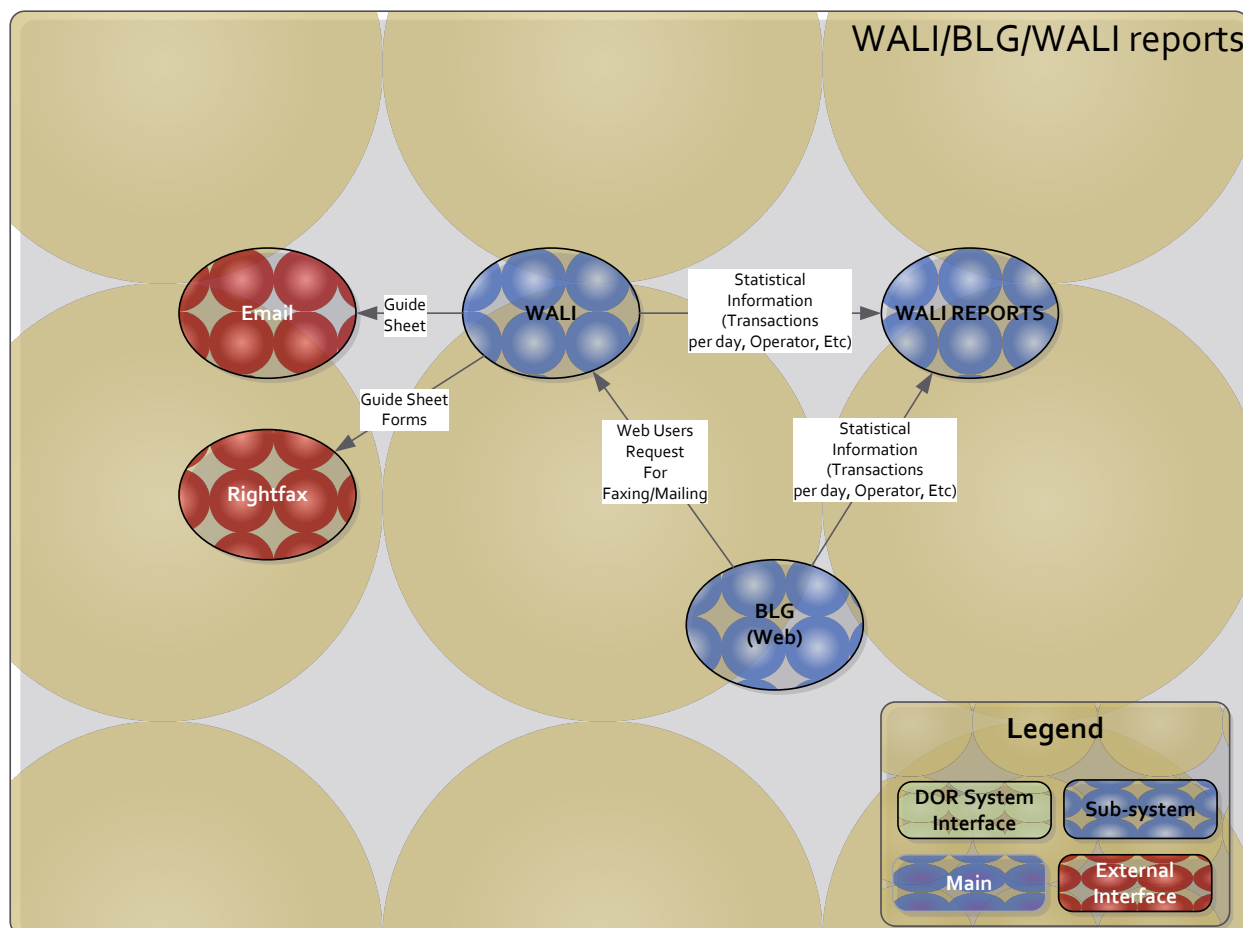 WALI/BLG/WALI reports
Email
Guide
Sheet
WALI
Statistical
Information
(Transactions
per day, Operator, Etc)
WALI REPORTS
Guide Sheet
Forms
Rightfax
Web Users
Request
For
Faxing/Mailing
Statistical
Information
(Transactions
per day, Operator, Etc)
BLG
(Web)
Legend
DOR System
Interface
Sub-system
Main
External
Interface